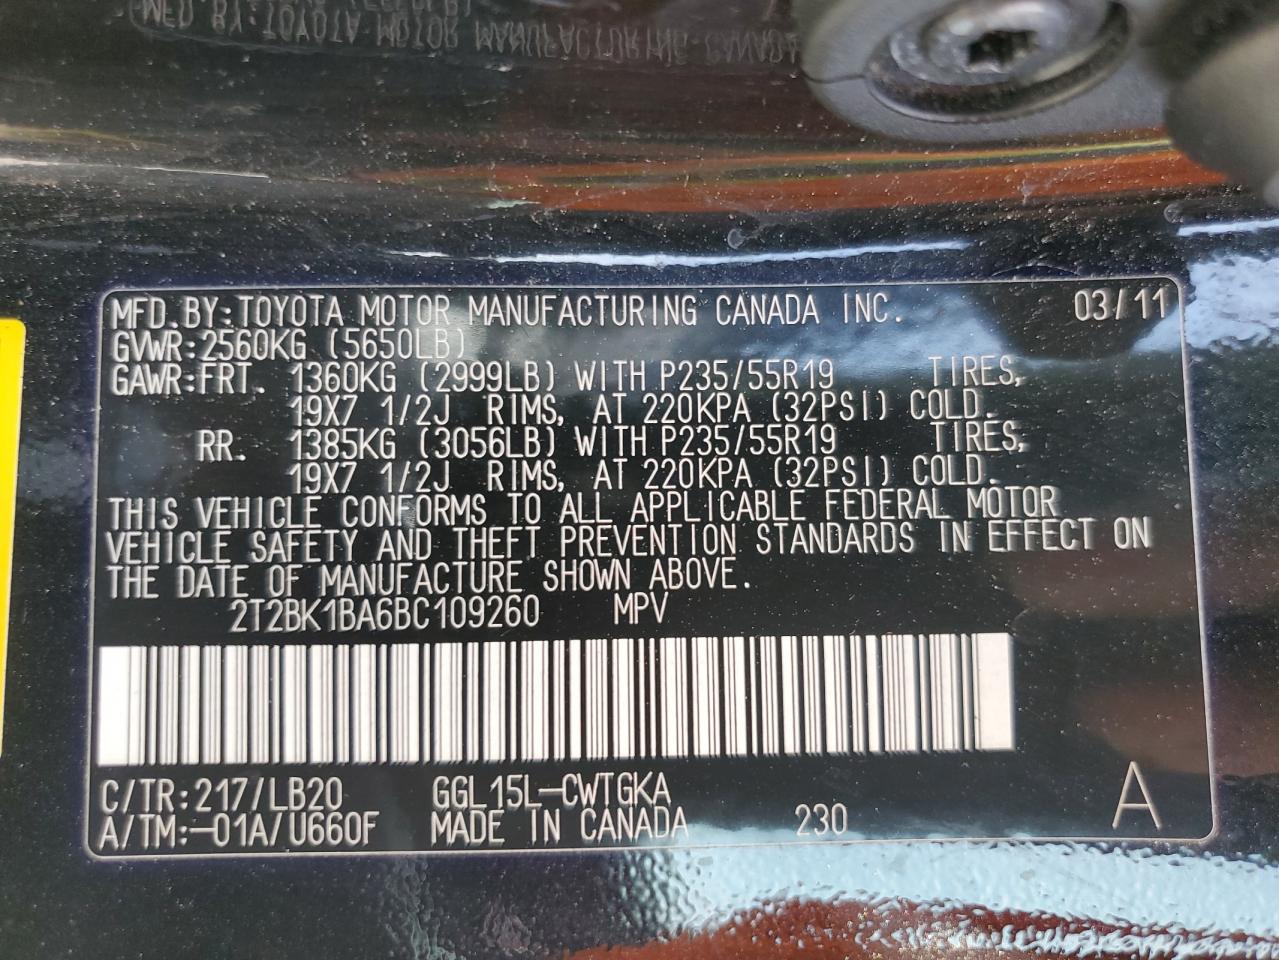 MFD. BY: TOYOTA MOTOR MANUFACTURING CANADA INC. 03/11
GVWR: 2560KG (5650LB)
GAWR: FRT. 1360KG (2999LB) WITH P235/55R19 TIRES,
19X7 1/2J RIMS, AT 220KPA (32PSI) COLD.
RR. 1385KG (3056LB) WITH P235/55R19 TIRES,
19X7 1/2J RIMS, AT 220KPA (32PSI) COLD.
THIS VEHICLE CONFORMS TO ALL APPLICABLE FEDERAL MOTOR
VEHICLE SAFETY AND THEFT PREVENTION STANDARDS IN EFFECT ON
THE DATE OF MANUFACTURE SHOWN ABOVE.
2T2BK1BA6BC109260 MPV
C/TR: 217/LB20 GGL15L-CWTGKA A
A/TM: -01A/U660F MADE IN CANADA 230